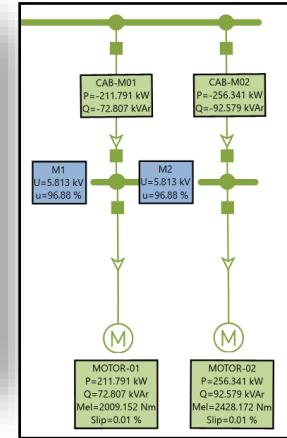 CAB-M01
P=-211.791 kW
Q=-72.807 kVAr
CAB-M02
P=-256.341 kW
Q=-92.579 kVAr
M1
U=5.813 kV
u=96.88 %
M2
U=5.813 kV
u=96.88 %
M
M
MOTOR-01
P=211.791 kW
Q=72.807 kVAr
Mel=2009.152 Nm
Slip=0.01 %
MOTOR-02
P=256.341 kW
Q=92.579 kVAr
Mel=2428.172 Nm
Slip=0.01 %